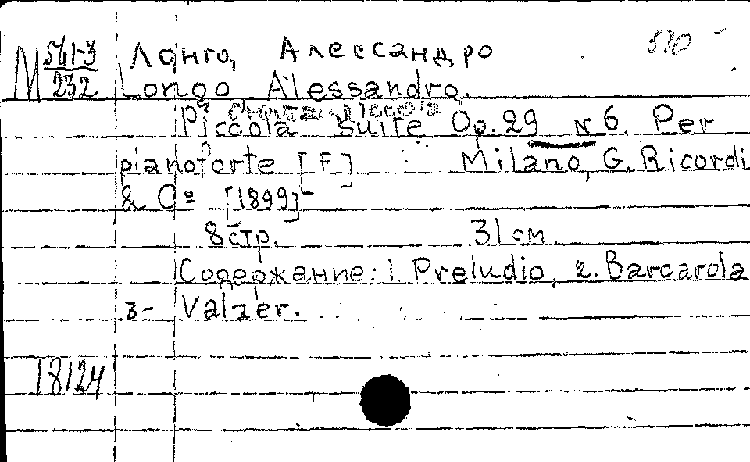 М 561-3/232 Лонго, Алессандро
Longo Alessandro.
Piccola Suite Op. 29 N 6. Per
pianoforte [F] Milano, G. Ricordi
& Cº [1899]
8 стр. 31 см
Содержание: 1. Preludio, 2. Barcarola
3- Valzer.
18124